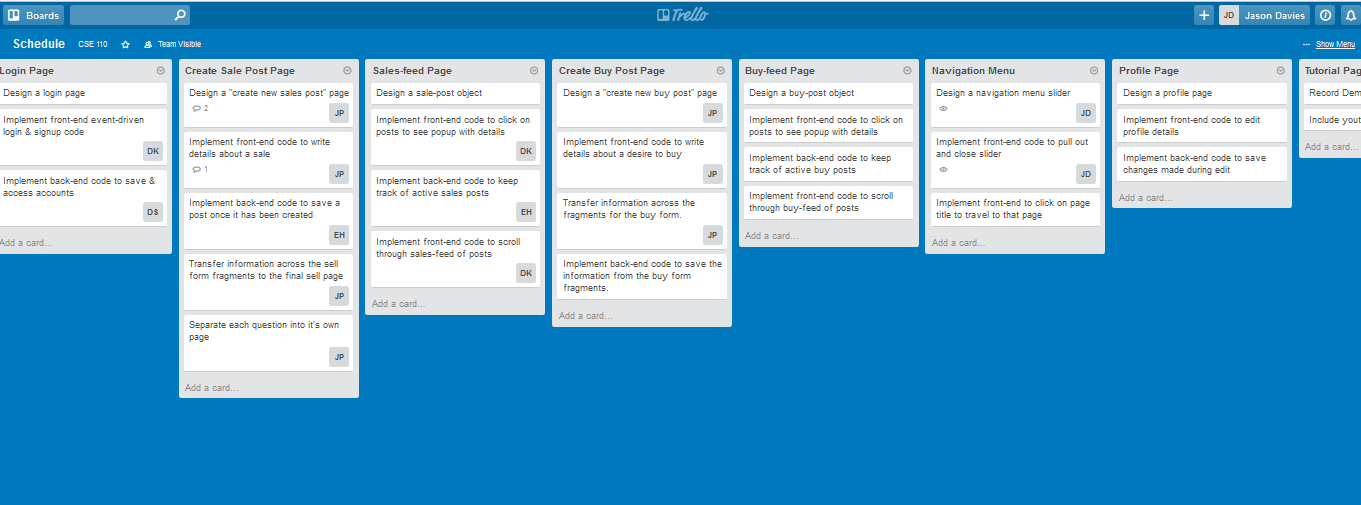 Boards
Trello
JD Jason Davies
Schedule CSE 110 Team Visible
... Show Menu
Login Page
Design a login page
Implement front-end event-driven
login & signup code
DK
Implement back-end code to save &
access accounts
D$
Add a card...
Create Sale Post Page
Design a "create new sales post" page
2
JP
Implement front-end code to write
details about a sale
1
JP
Implement back-end code to save a
post once it has been created
EH
Transfer information across the sell
form fragments to the final sell page
JP
Separate each question into it's own
page
JP
Add a card...
Sales-feed Page
Design a sale-post object
Implement front-end code to click on
posts to see popup with details
DK
Implement back-end code to keep
track of active sales posts
EH
Implement front-end code to scroll
through sales-feed of posts
DK
Add a card...
Create Buy Post Page
Design a "create new buy post" page
JP
Implement front-end code to write
details about a desire to buy
JP
Transfer information across the
fragments for the buy form.
JP
Implement back-end code to save the
information from the buy form
fragments.
Add a card...
Buy-feed Page
Design a buy-post object
Implement front-end code to click on
posts to see popup with details
Implement back-end code to keep
track of active buy posts
Implement front-end code to scroll
through buy-feed of posts
Add a card...
Navigation Menu
Design a navigation menu slider
JD
Implement front-end code to pull out
and close slider
JD
Implement front-end to click on page
title to travel to that page
Add a card...
Profile Page
Design a profile page
Implement front-end code to edit
profile details
Implement back-end code to save
changes made during edit
Add a card...
Tutorial Pag
Record Dem
Include yout
Add a card...